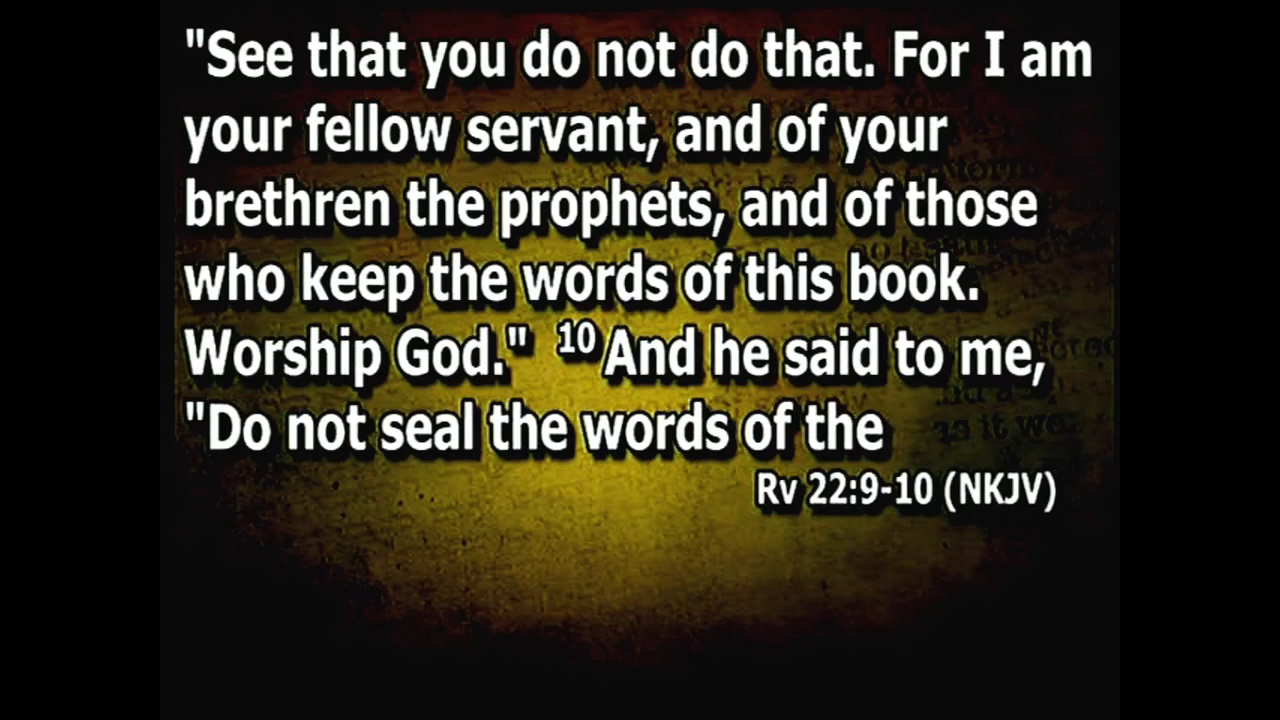 "See that you do not do that. For I am
your fellow servant, and of your
brethren the prophets, and of those
who keep the words of this book.
Worship God." 10 And he said to me,
"Do not seal the words of the
Rv 22:9-10 (NKJV)